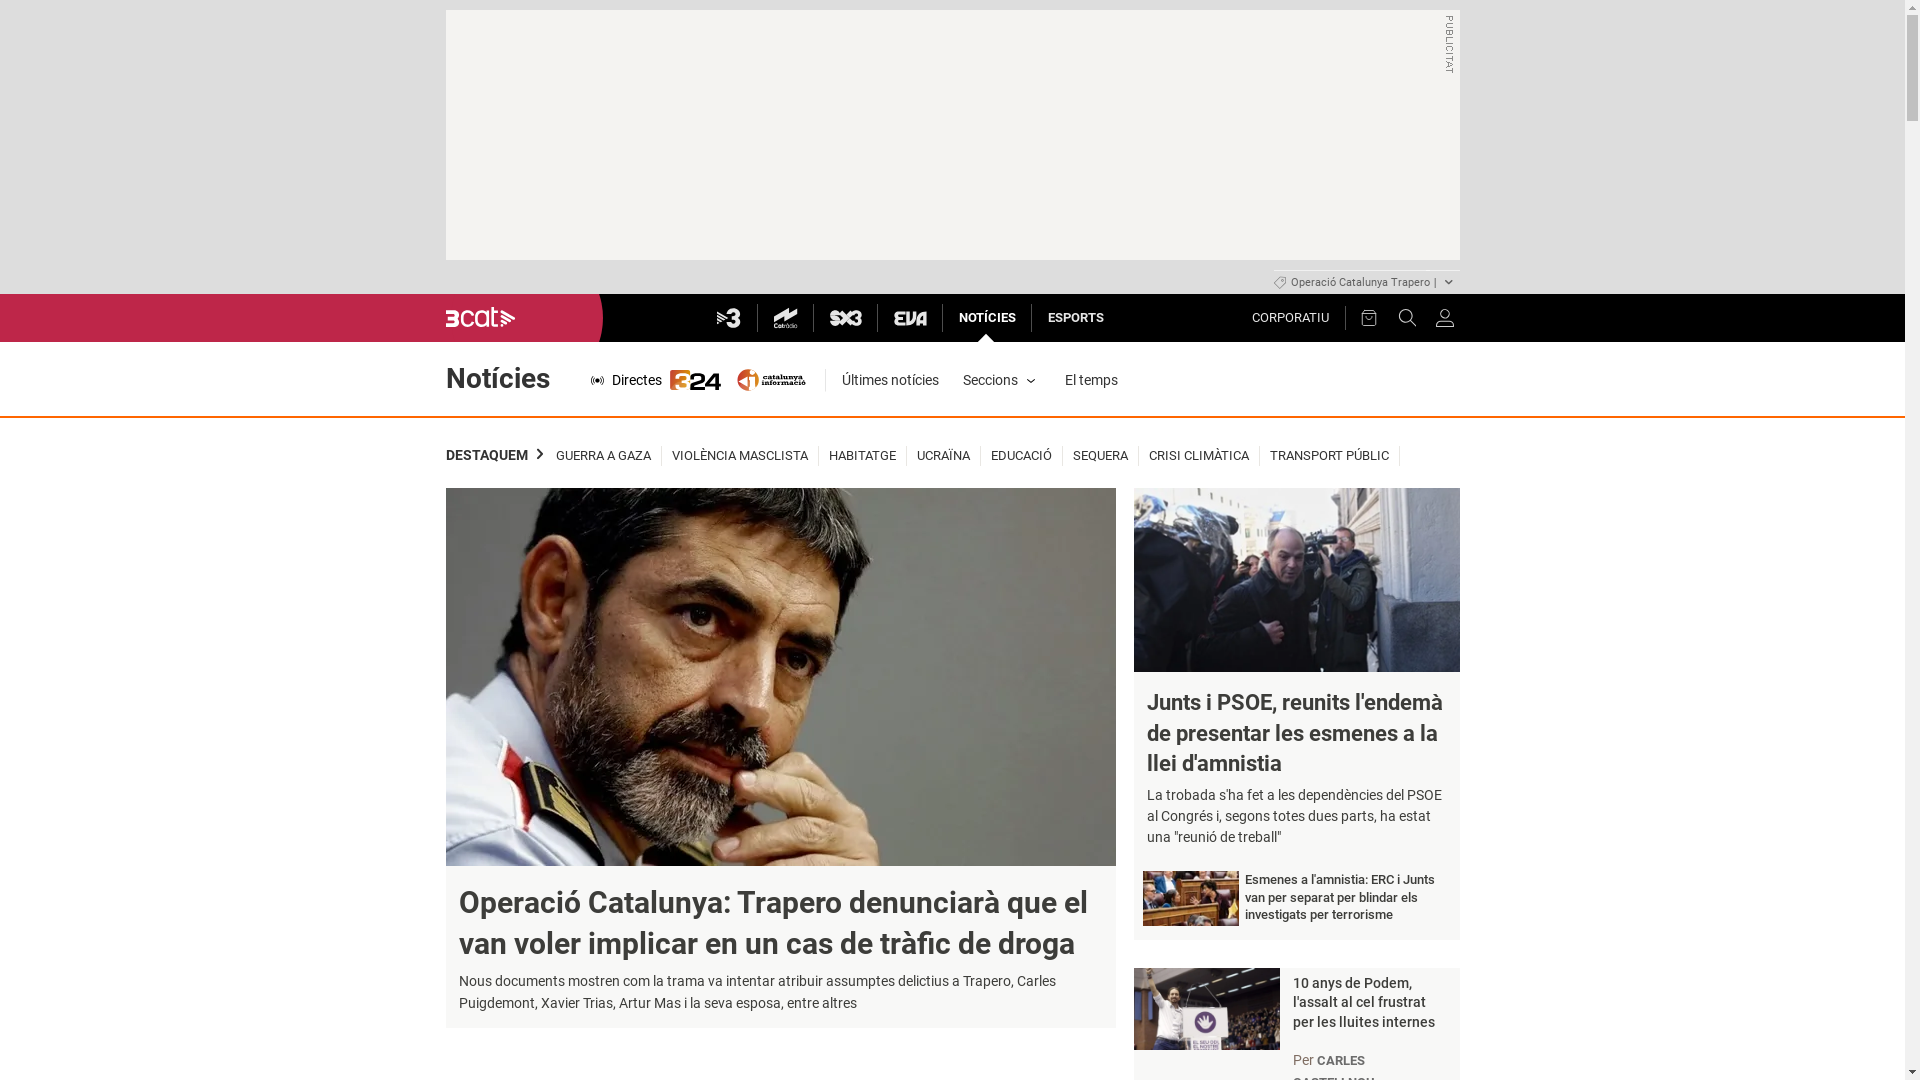 PUBLICITAT
Operació Catalunya Trapero |
3cat
3
Catràdio
SX3
EVA
NOTÍCIES
ESPORTS
CORPORATIU
Notícies
Directes
324
catalunya
informació
Últimes notícies
Seccions
El temps
DESTAQUEM
GUERRA A GAZA
VIOLÈNCIA MASCLISTA
HABITATGE
UCRAÏNA
EDUCACIÓ
SEQUERA
CRISI CLIMÀTICA
TRANSPORT PÚBLIC
Operació Catalunya: Trapero denunciarà que el
van voler implicar en un cas de tràfic de droga
Nous documents mostren com la trama va intentar atribuir assumptes delictius a Trapero, Carles
Puigdemont, Xavier Trias, Artur Mas i la seva esposa, entre altres
Junts i PSOE, reunits l'endemà
de presentar les esmenes a la
llei d'amnistia
La trobada s'ha fet a les dependències del PSOE
al Congrés i, segons totes dues parts, ha estat
una "reunió de treball"
Esmenes a l'amnistia: ERC i Junts
van per separat per blindar els
investigats per terrorisme
10 anys de Podem,
l'assalt al cel frustrat
per les lluites internes
Per CARLES